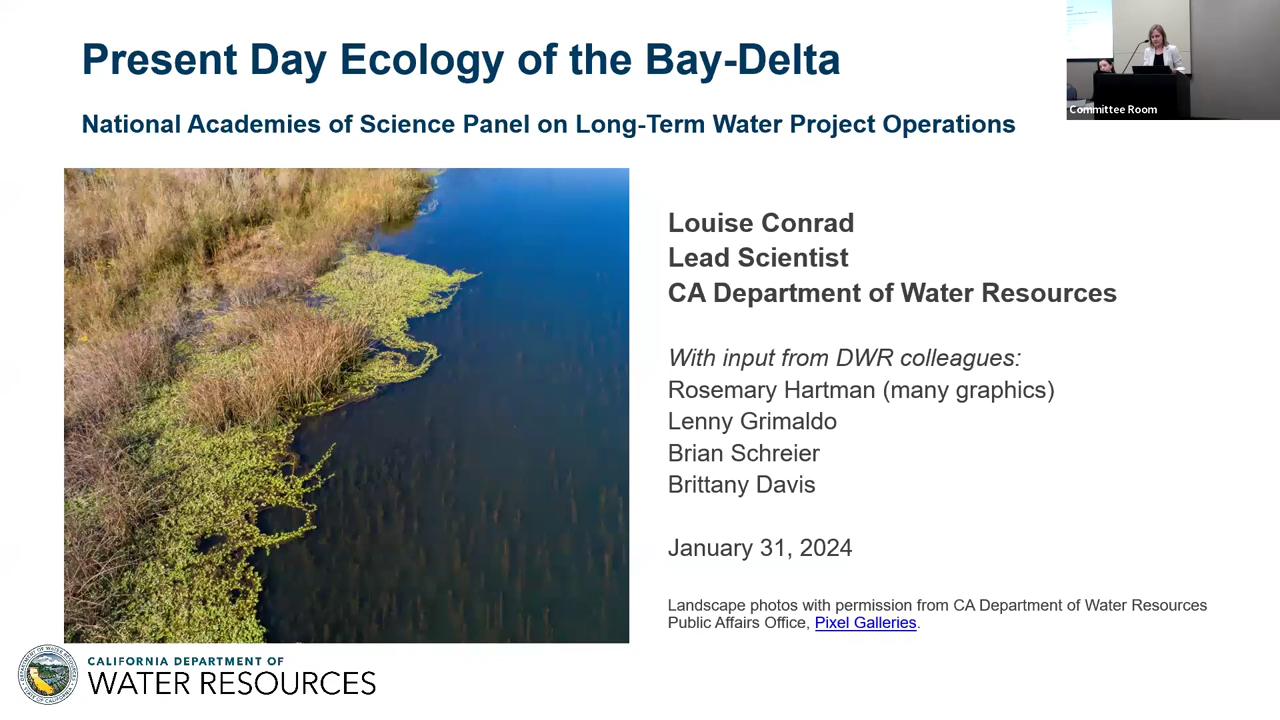 Present Day Ecology of the Bay-Delta
National Academies of Science Panel on Long-Term Water Project Operations
Committee Room
Louise Conrad
Lead Scientist
CA Department of Water Resources
With input from DWR colleagues:
Rosemary Hartman (many graphics)
Lenny Grimaldo
Brian Schreier
Brittany Davis
January 31, 2024
Landscape photos with permission from CA Department of Water Resources
Public Affairs Office, Pixel Galleries.
CALIFORNIA DEPARTMENT OF
WATER RESOURCES